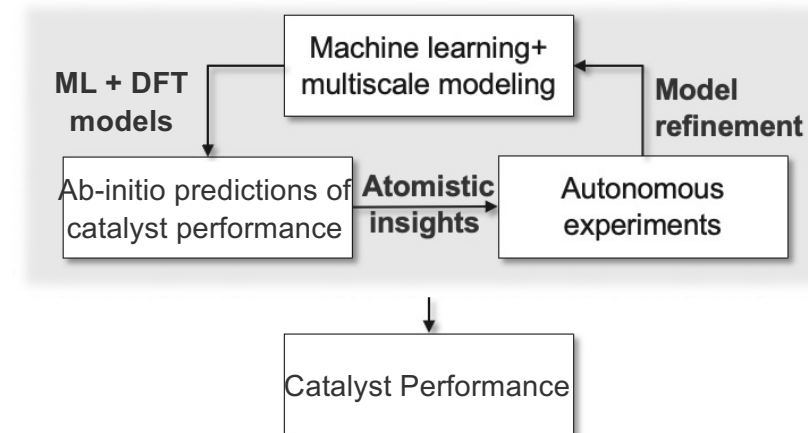 Machine learning+
multiscale modeling
ML + DFT
models
Model
refinement
Ab-initio predictions of
catalyst performance
Atomistic
insights
Autonomous
experiments
Catalyst Performance